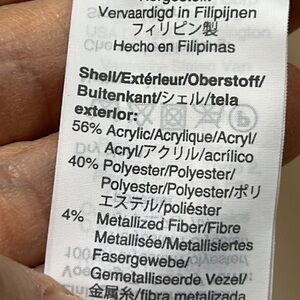 Vervaardigd in Filipijnen
フィリピン製
Hecho en Filipinas
Shell/Extérieur/Oberstoff/
Buitenkant/シェル/tela
exterior:
56% Acrylic/Acrylique/Acryl/
Acryl/アクリル/acrílico
40% Polyester/Polyester/
Polyester/Polyester/ポリ
エステル/poliéster
4% Metallized Fiber/Fibre
Metallisée/Metallisiertes
Fasergewebe/
Gemetalliseerde Vezel/
金属糸/fibra metalizada